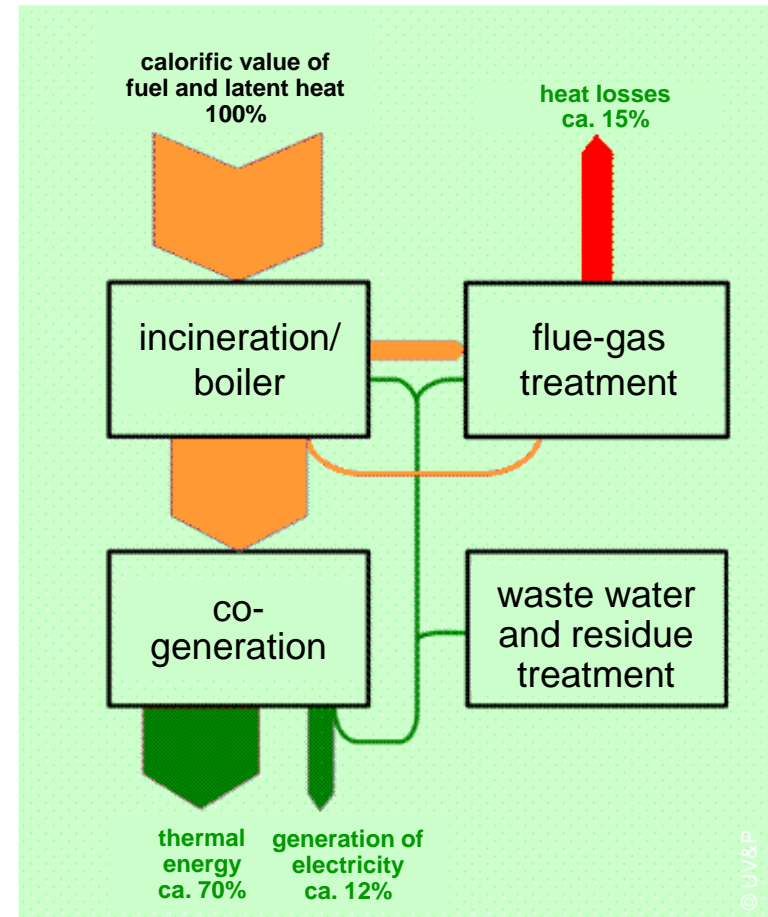 calorific value of
fuel and latent heat
100%
heat losses
ca. 15%
incineration/
boiler
flue-gas
treatment
co-
generation
waste water
and residue
treatment
thermal
energy
ca. 70%
generation of
electricity
ca. 12%
© UV&P